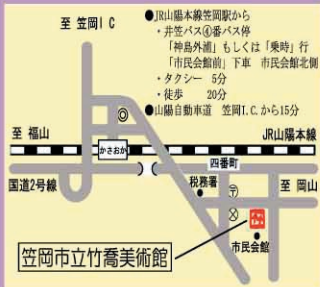 至 笠岡IC
●JR山陽本線笠岡駅から
・井笠バス④番バス停
「神島外浦」もしくは「乗時」行
「市民会館前」下車 市民会館北側
・タクシー 5分
・徒歩 20分
●山陽自動車道 笠岡I.C.から15分
至 福山
JR山陽本線
かさおか
四番町
国道2号線
税務署
至 岡山
市民会館
笠岡市立竹喬美術館